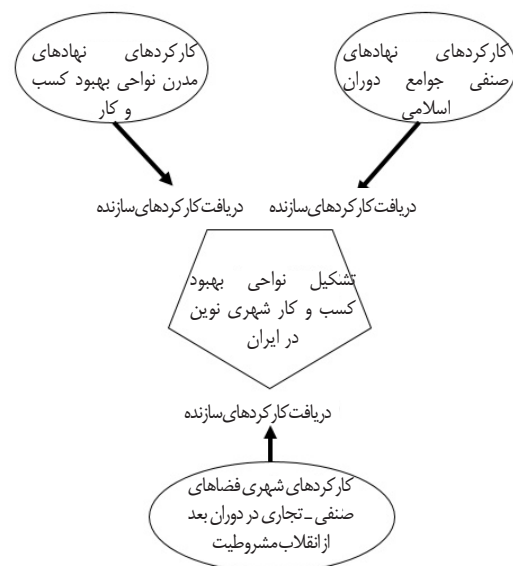 کارکردهای نهادهای
صنفی جوامع دوران
اسلامی
کارکردهای نهادهای
مدرن نواحی بهبود کسب
و کار
دریافت کارکردهای سازنده
دریافت کارکردهای سازنده
تشکیل نواحی بهبود
کسب و کار شهری نوین
در ایران
دریافت کارکردهای سازنده
کارکردهای شهری فضاهای
صنفی ـ تجاری در دوران بعد
از انقلاب مشروطیت